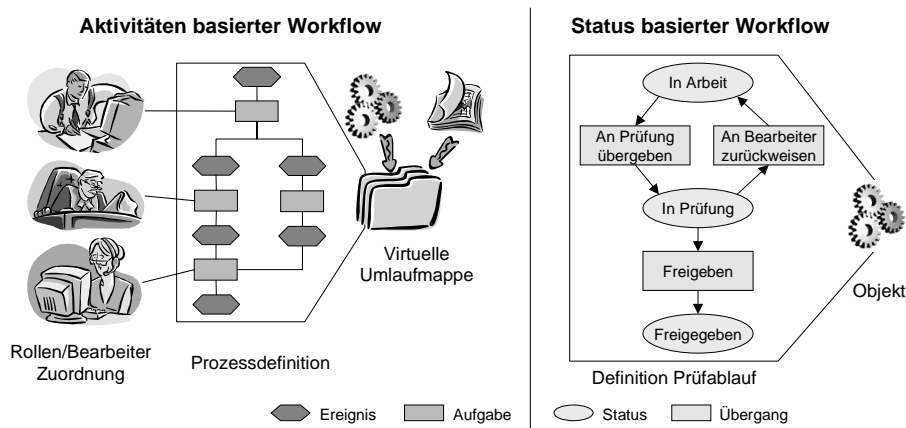 Aktivitäten basierter Workflow
Virtuelle
Umlaufmappe
Rollen/Bearbeiter
Zuordnung
Prozessdefinition
Ereignis
Aufgabe
Status basierter Workflow
In Arbeit
An Prüfung
übergeben
An Bearbeiter
zurückweisen
In Prüfung
Freigeben
Freigegeben
Objekt
Definition Prüfablauf
Status
Übergang